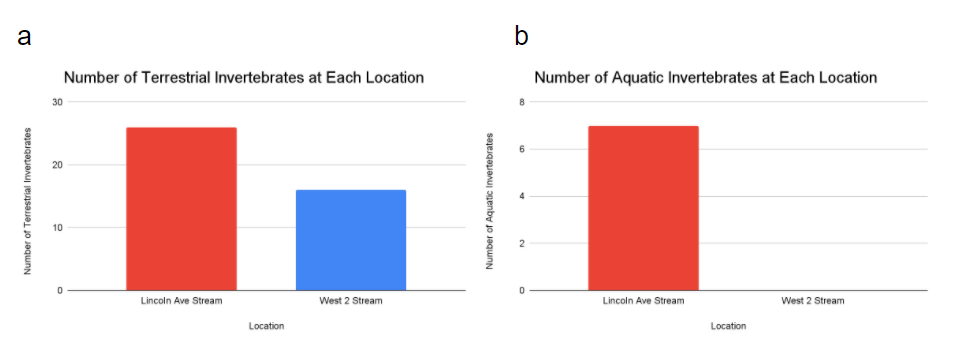 a
Number of Terrestrial Invertebrates at Each Location
Number of Terrestrial Invertebrates
30
20
10
0
Lincoln Ave Stream
West 2 Stream
Location
b
Number of Aquatic Invertebrates at Each Location
Number of Aquatic Invertebrates
8
6
4
2
0
Lincoln Ave Stream
West 2 Stream
Location